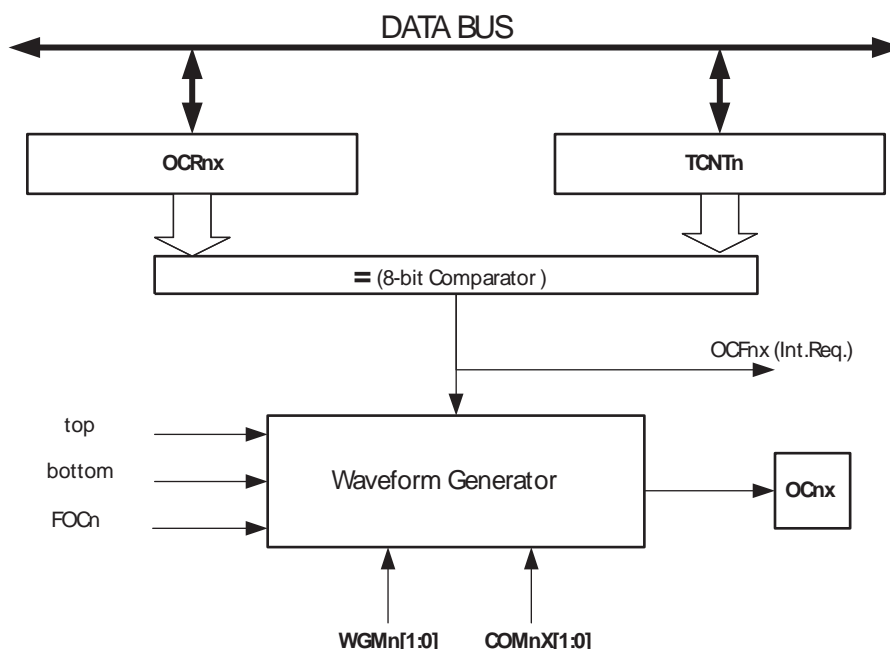 DATA BUS
OCRnx
TCNTn
= (8-bit Comparator )
OCFnx (Int.Req.)
top
bottom
FOCn
Waveform Generator
OCnx
WGMn[1:0]
COMnX[1:0]